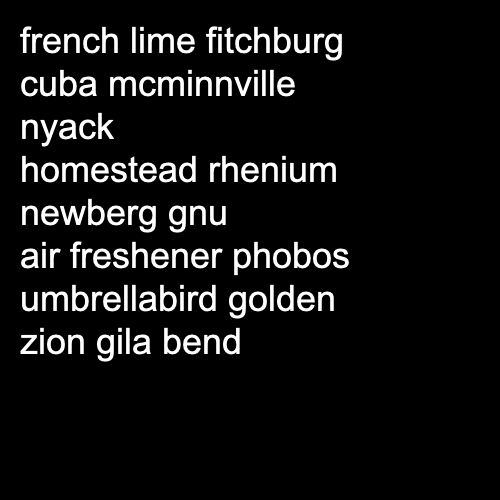 french lime fitchburg
cuba mcminnville
nyack
homestead rhenium
newberg gnu
air freshener phobos
umbrellabird golden
zion gila bend